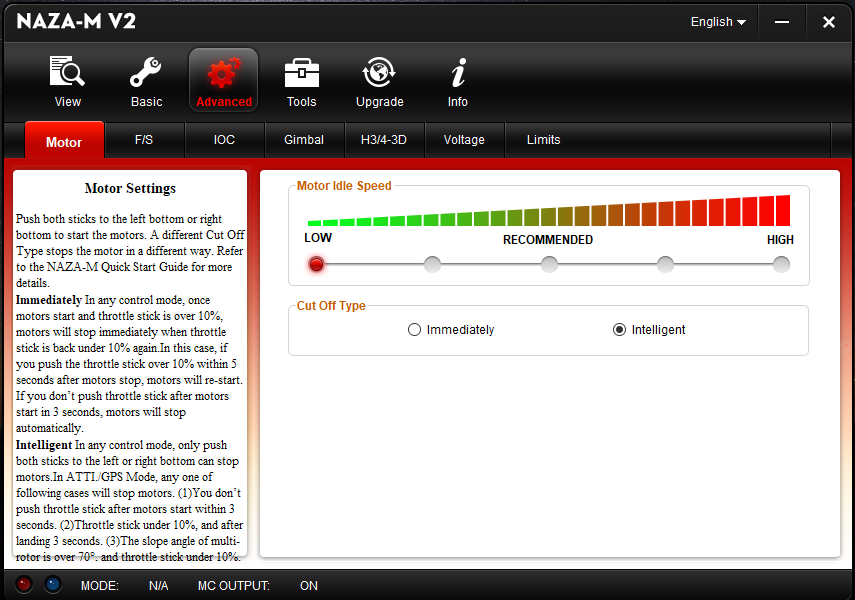 NAZA-M V2
English
View
Basic
Advanced
Tools
Upgrade
Info
Motor
F/S
IOC
Gimbal
H3/4-3D
Voltage
Limits
Motor Settings
Push both sticks to the left bottom or right
bottom to start the motors. A different Cut Off
Type stops the motor in a different way. Refer
to the NAZA-M Quick Start Guide for more
details.
Immediately In any control mode, once
motors start and throttle stick is over 10%,
motors will stop immediately when throttle
stick is back under 10% again.In this case, if
you push the throttle stick over 10% within 5
seconds after motors stop, motors will re-start.
If you don’t push throttle stick after motors
start in 3 seconds, motors will stop
automatically.
Intelligent In any control mode, only push
both sticks to the left or right bottom can stop
motors.In ATTI./GPS Mode, any one of
following cases will stop motors. (1)You don’t
push throttle stick after motors start within 3
seconds. (2)Throttle stick under 10%, and after
landing 3 seconds. (3)The slope angle of multi-
rotor is over 70°, and throttle stick under 10%.
Motor Idle Speed
LOW
RECOMMENDED
HIGH
Cut Off Type
Immediately
Intelligent
MODE:
N/A
MC OUTPUT:
ON